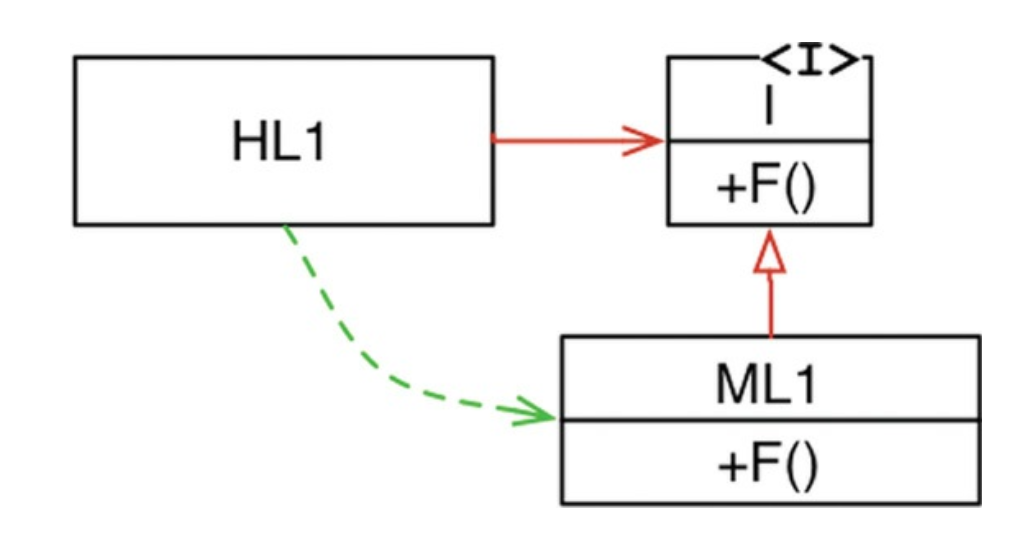 HL1
<I>
I
+F()
ML1
+F()